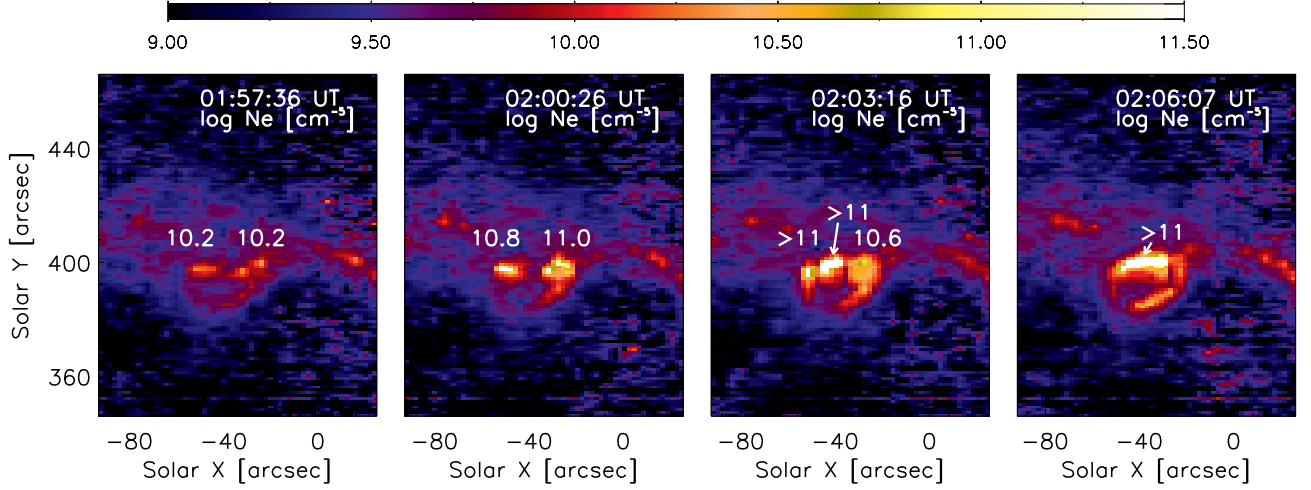 9.00 9.50 10.00 10.50 11.00 11.50
01:57:36 UT
log Ne [cm⁻³]
02:00:26 UT
log Ne [cm⁻³]
02:03:16 UT
log Ne [cm⁻³]
02:06:07 UT
log Ne [cm⁻³]
10.2 10.2
10.8 11.0
>11
>11 10.6
>11
Solar Y [arcsec]
440
400
360
−80 −40 0
−80 −40 0
−80 −40 0
−80 −40 0
Solar X [arcsec]
Solar X [arcsec]
Solar X [arcsec]
Solar X [arcsec]